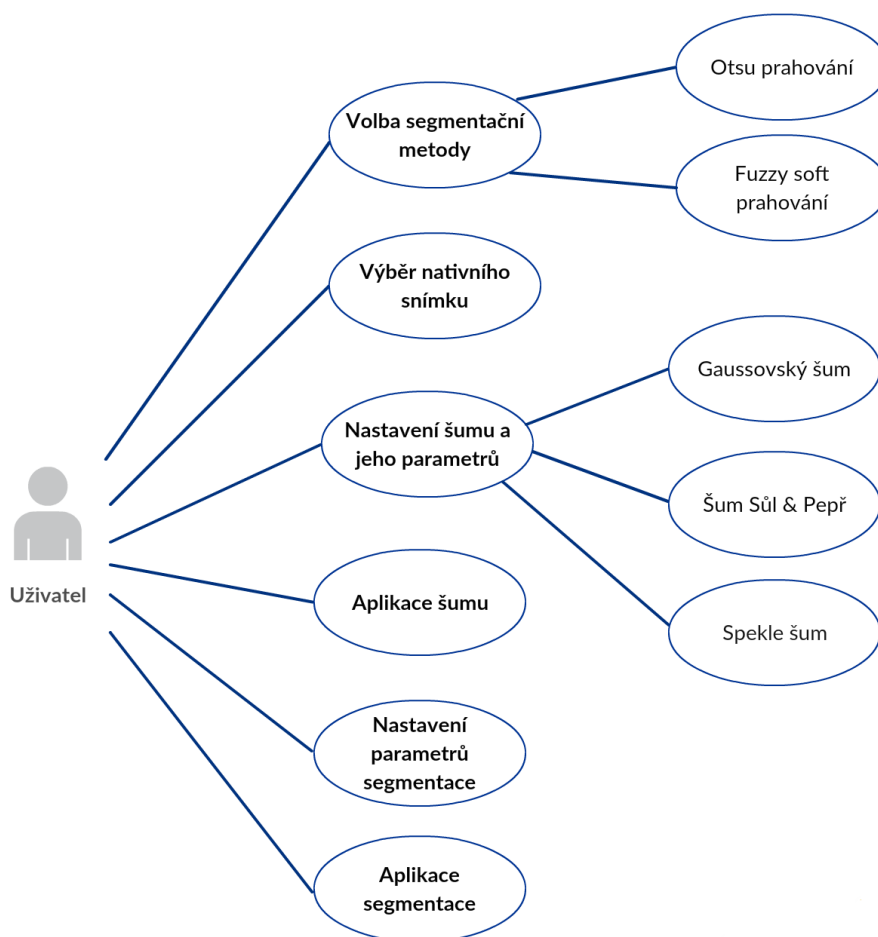 Otsu prahování
Volba segmentační
metody
Fuzzy soft
prahování
Výběr nativního
snímku
Gaussovský šum
Nastavení šumu a
jeho parametrů
Šum Sůl & Pepř
Uživatel
Aplikace šumu
Spekle šum
Nastavení
parametrů
segmentace
Aplikace
segmentace